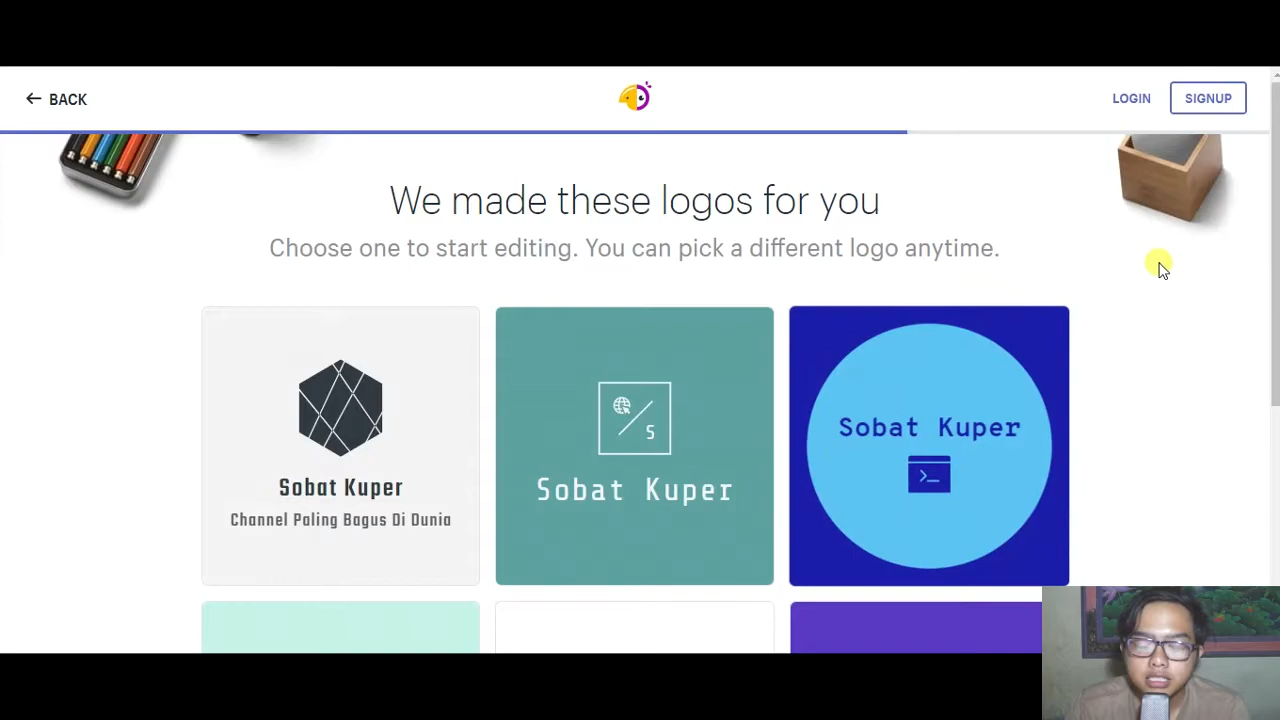 BACK
LOGIN
SIGNUP
We made these logos for you
Choose one to start editing. You can pick a different logo anytime.
Sobat Kuper
Channel Paling Bagus Di Dunia
S
Sobat Kuper
Sobat Kuper
>_